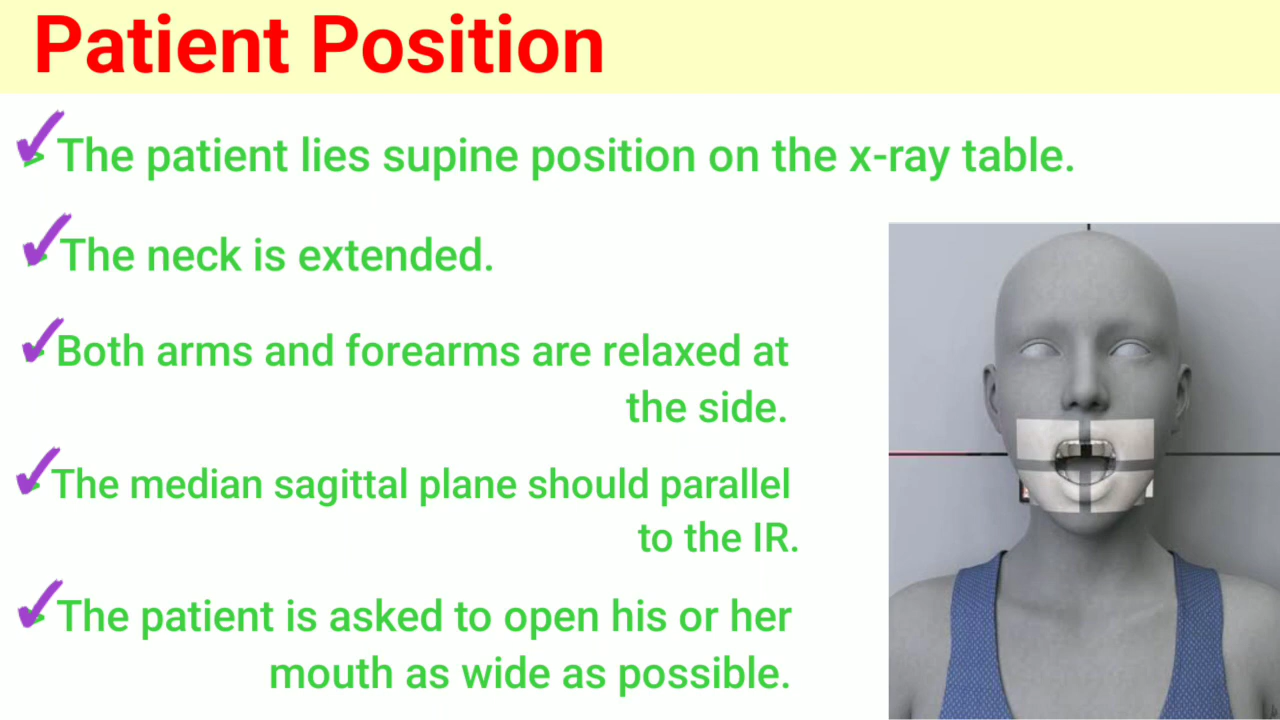 Patient Position
The patient lies supine position on the x-ray table.
The neck is extended.
Both arms and forearms are relaxed at
the side.
The median sagittal plane should parallel
to the IR.
The patient is asked to open his or her
mouth as wide as possible.